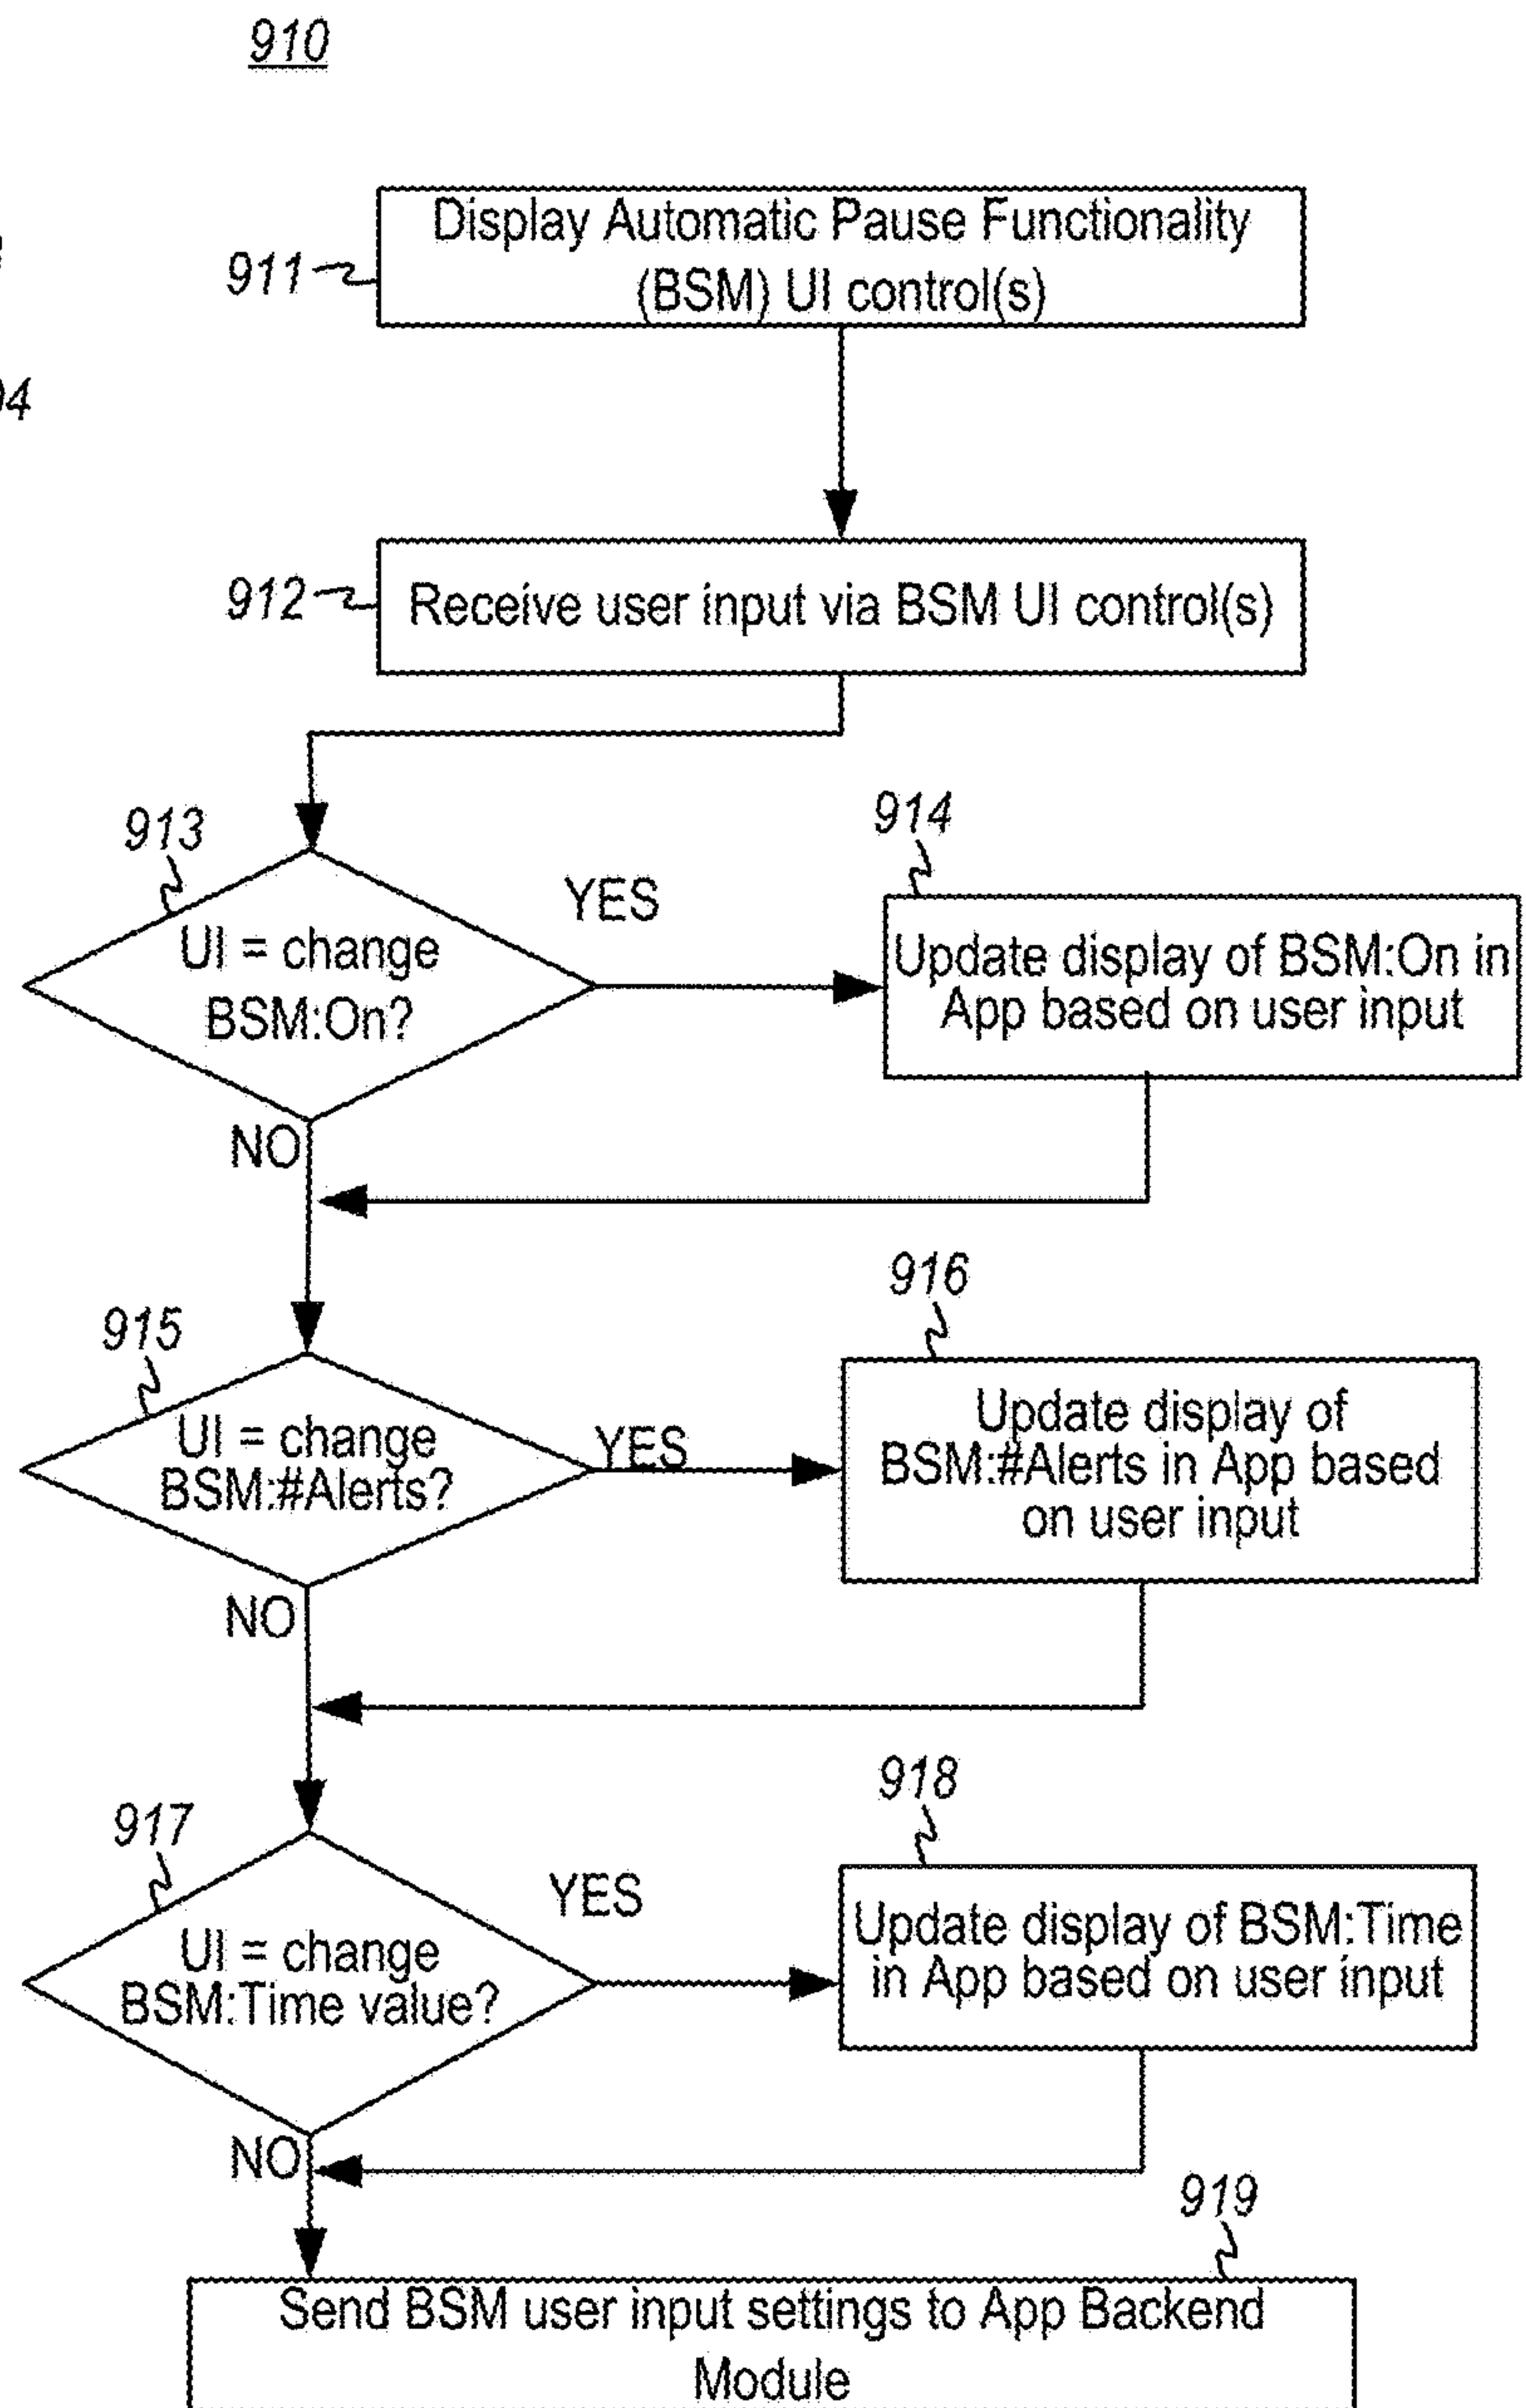 910
911
Display Automatic Pause Functionality
(BSM) UI control(s)
912
Receive user input via BSM UI control(s)
913
UI = change
BSM:On?
YES
NO
914
Update display of BSM:On in
App based on user input
915
UI = change
BSM:#Alerts?
YES
NO
916
Update display of
BSM:#Alerts in App based
on user input
917
UI = change
BSM:Time value?
YES
NO
918
Update display of BSM:Time
in App based on user input
919
Send BSM user input settings to App Backend
Module